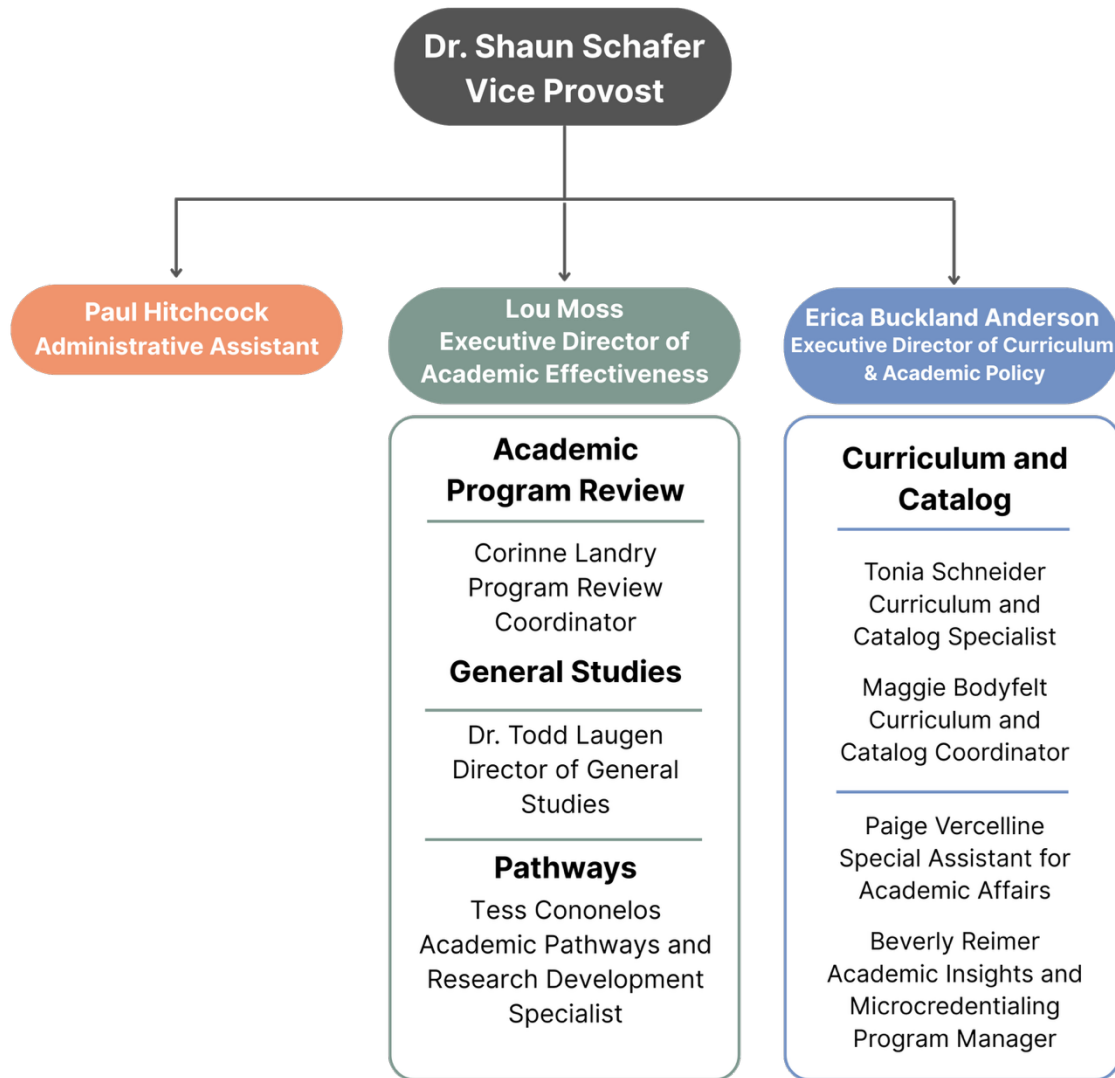 Dr. Shaun Schafer
Vice Provost
Paul Hitchcock
Administrative Assistant
Lou Moss
Executive Director of
Academic Effectiveness
Erica Buckland Anderson
Executive Director of Curriculum
& Academic Policy
Academic
Program Review
Corinne Landry
Program Review
Coordinator
General Studies
Dr. Todd Laugen
Director of General
Studies
Pathways
Tess Cononelos
Academic Pathways and
Research Development
Specialist
Curriculum and
Catalog
Tonia Schneider
Curriculum and
Catalog Specialist
Maggie Bodyfelt
Curriculum and
Catalog Coordinator
Paige Vercelline
Special Assistant for
Academic Affairs
Beverly Reimer
Academic Insights and
Microcredentialing
Program Manager